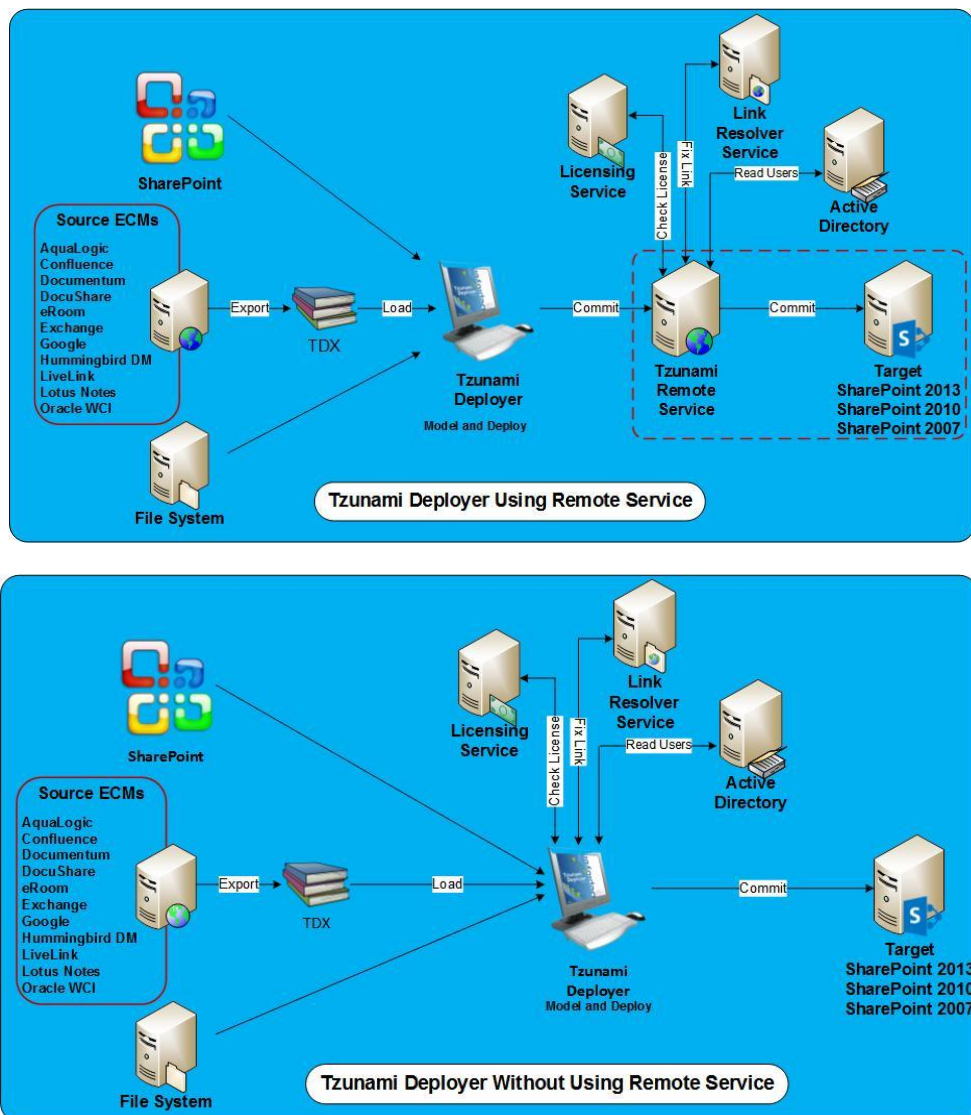 Link
Resolver
Service
Licensing
Service
Check License
Fix Link
Read Users
Active
Directory
SharePoint
Source ECMs
AquaLogic
Confluence
Documentum
DocuShare
eRoom
Exchange
Google
Hummingbird DM
LiveLink
Lotus Notes
Oracle WCI
Export
TDX
Load
Tzunami
Deployer
Model and Deploy
Commit
Tzunami
Remote
Service
Commit
S
Target
SharePoint 2013
SharePoint 2010
SharePoint 2007
File System
Tzunami Deployer Using Remote Service
Link
Resolver
Service
Licensing
Service
Check License
Fix Link
Read Users
Active
Directory
SharePoint
Source ECMs
AquaLogic
Confluence
Documentum
DocuShare
eRoom
Exchange
Google
Hummingbird DM
LiveLink
Lotus Notes
Oracle WCI
Export
TDX
Load
Tzunami
Deployer
Model and Deploy
Commit
S
Target
SharePoint 2013
SharePoint 2010
SharePoint 2007
File System
Tzunami Deployer Without Using Remote Service